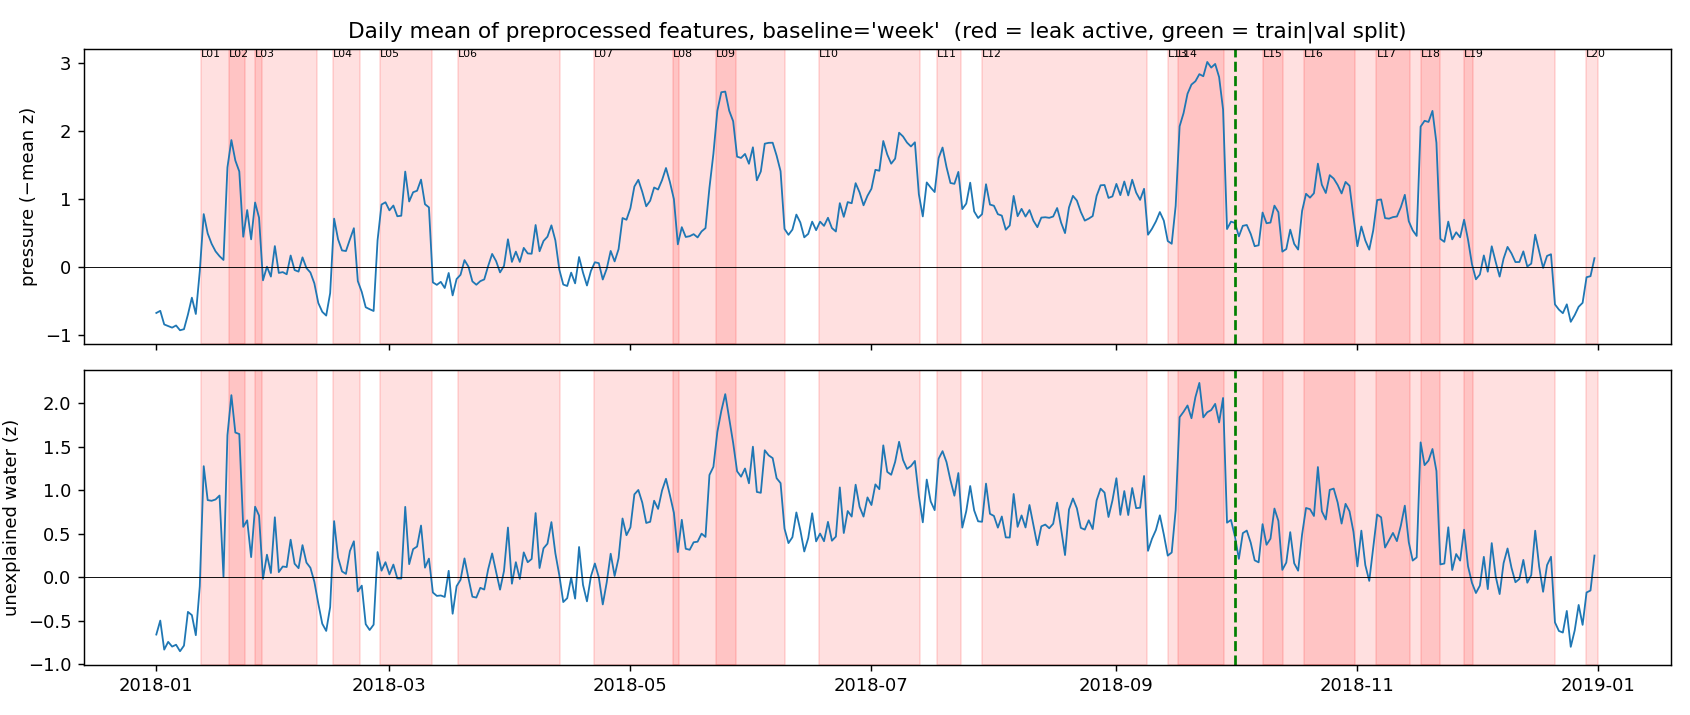 Daily mean of preprocessed features, baseline='week'  (red = leak active, green = train|val split)
L01 L02 L03 L04 L05 L06 L07 L08 L09 L10 L11 L12 L13 L14 L15 L16 L17 L18 L19 L20
pressure (−mean z)
3
2
1
0
−1
unexplained water (z)
2.0
1.5
1.0
0.5
0.0
−0.5
−1.0
2018-01 2018-03 2018-05 2018-07 2018-09 2018-11 2019-01